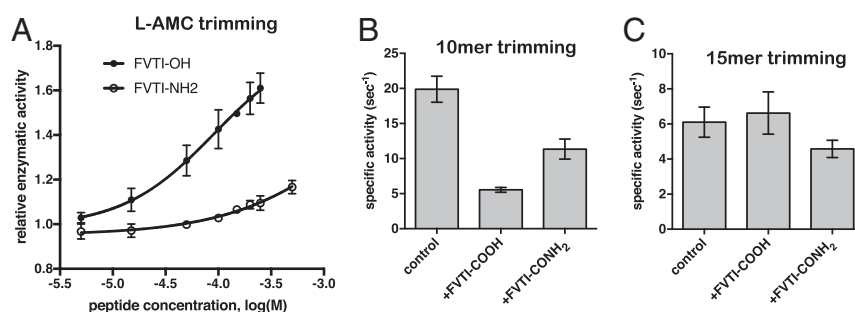 A
L-AMC trimming
FVTI-OH
FVTI-NH2
relative enzymatic activity
1.8
1.6
1.4
1.2
1.0
0.8
-5.5 -5.0 -4.5 -4.0 -3.5 -3.0
peptide concentration, log(M)
B
10mer trimming
specific activity (sec⁻¹)
25
20
15
10
5
0
control
+FVTI-COOH
+FVTI-CONH₂
C
15mer trimming
specific activity (sec⁻¹)
10
8
6
4
2
0
control
+FVTI-COOH
+FVTI-CONH₂